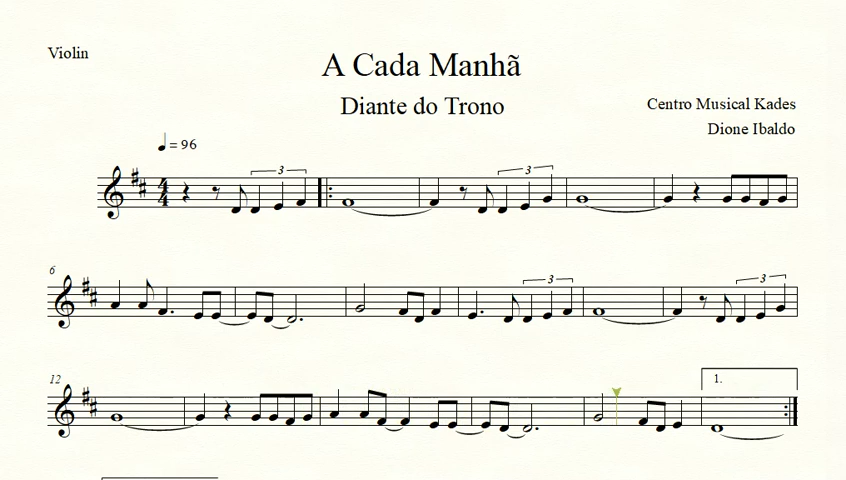 Violin
A Cada Manhã
Diante do Trono
Centro Musical Kades
Dione Ibaldo
= 96
3
3
6
3
3
12
1.